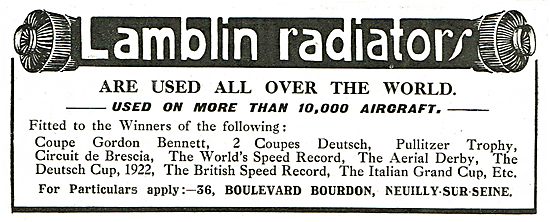 Lamblin radiators
ARE USED ALL OVER THE WORLD.
USED ON MORE THAN 10,000 AIRCRAFT.
Fitted to the Winners of the following:
Coupe Gordon Bennett, 2 Coupes Deutsch, Pullitzer Trophy,
Circuit de Brescia, The World's Speed Record, The Aerial Derby, The
Deutsch Cup, 1922, The British Speed Record, The Italian Grand Cup, Etc.
For Particulars apply:—36, BOULEVARD BOURDON, NEUILLY-SUR-SEINE.